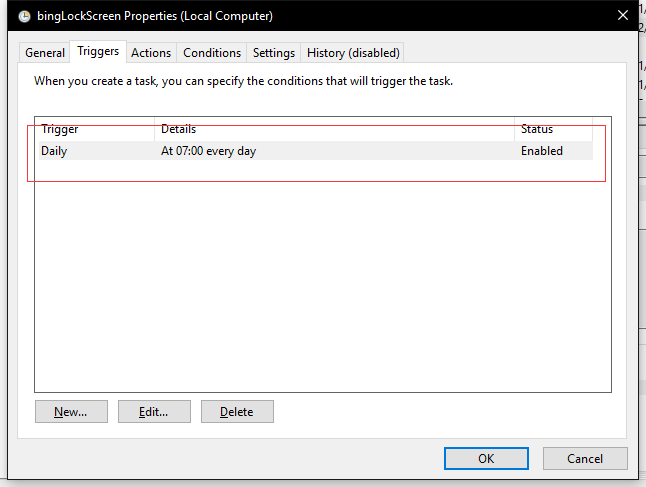 bingLockScreen Properties (Local Computer)
General Triggers Actions Conditions Settings History (disabled)
When you create a task, you can specify the conditions that will trigger the task.
Trigger Details Status
Daily At 07:00 every day Enabled
New... Edit... Delete
OK Cancel